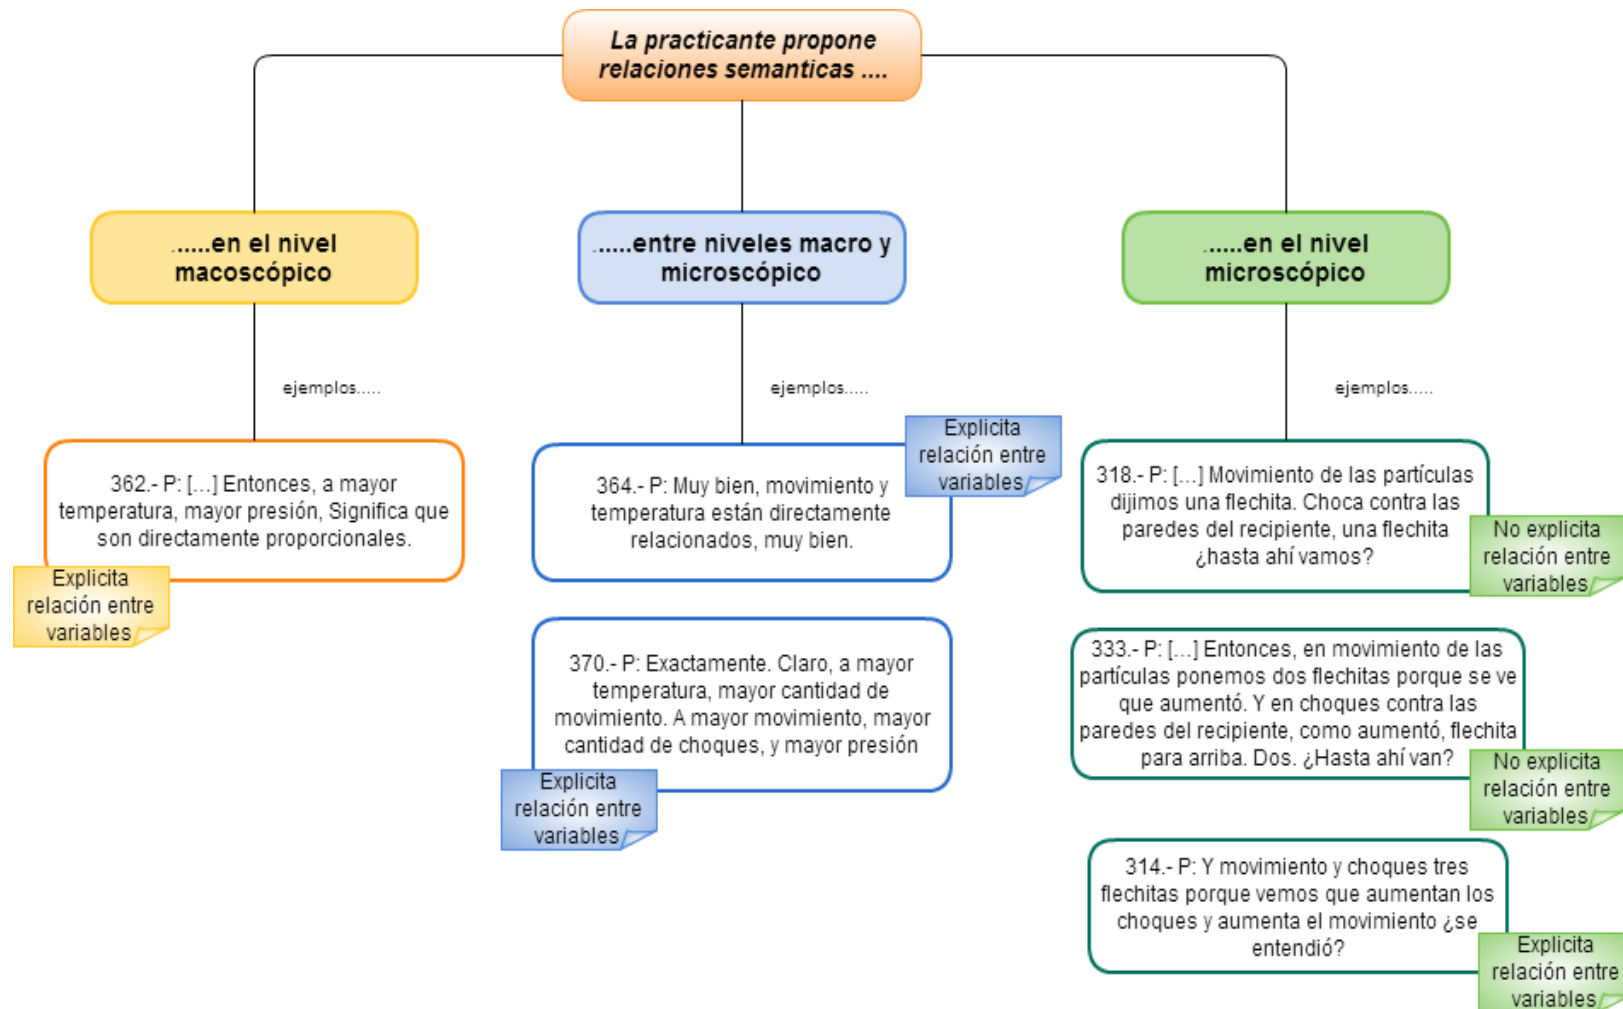 La practicante propone
relaciones semanticas ....
......en el nivel
macoscópico
......entre niveles macro y
microscópico
......en el nivel
microscópico
ejemplos.....
ejemplos.....
ejemplos.....
362.- P: [...] Entonces, a mayor
temperatura, mayor presión, Significa que
son directamente proporcionales.
Explicita
relación entre
variables
364.- P: Muy bien, movimiento y
temperatura están directamente
relacionados, muy bien.
Explicita
relación entre
variables
370.- P: Exactamente. Claro, a mayor
temperatura, mayor cantidad de
movimiento. A mayor movimiento, mayor
cantidad de choques, y mayor presión
Explicita
relación entre
variables
318.- P: [...] Movimiento de las partículas
dijimos una flechita. Choca contra las
paredes del recipiente, una flechita
¿hasta ahí vamos?
No explicita
relación entre
variables
333.- P: [...] Entonces, en movimiento de las
partículas ponemos dos flechitas porque se ve
que aumentó. Y en choques contra las
paredes del recipiente, como aumentó, flechita
para arriba. Dos. ¿Hasta ahí van?
No explicita
relación entre
variables
314.- P: Y movimiento y choques tres
flechitas porque vemos que aumentan los
choques y aumenta el movimiento ¿se
entendió?
Explicita
relación entre
variables